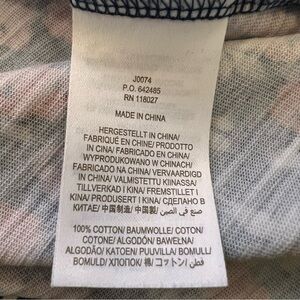 J0074
P.O. 642485
RN 118027
MADE IN CHINA
HERGESTELLT IN CHINA/
FABRIQUÉ EN CHINE/ PRODOTTO
IN CINA/ FABRICADO EN CHINA/
WYPRODUKOWANO W CHINACH/
FABRICADO NA CHINA/ VERVAARDIGD
IN CHINA/ VALMISTETTU KIINASSA/
TILLVERKAD I KINA/ FREMSTILLET I
KINA/ PRODUSERT I KINA/ СДЕЛАНО В
КИТАЕ/ 中国制造/ 中国製/ صنع في الصين
100% COTTON/ BAUMWOLLE/ COTON/
COTONE/ ALGODÓN/ BAWEŁNA/
ALGODÃO/ KATOEN/ PUUVILLA/ BOMULL/
BOMULD/ ХЛОПОК/ 棉/ コットン/ قطن